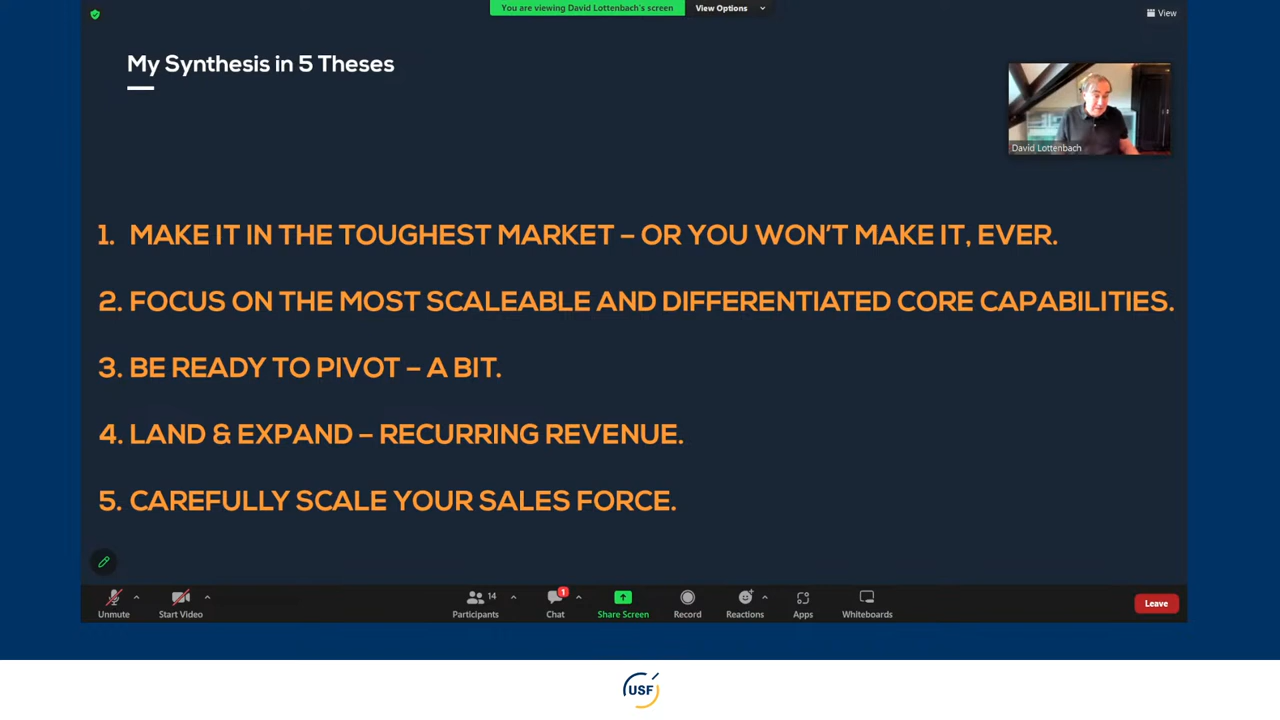 You are viewing David Lottenbach's screen
View Options
View
My Synthesis in 5 Theses
David Lottenbach
1. MAKE IT IN THE TOUGHEST MARKET – OR YOU WON'T MAKE IT, EVER.
2. FOCUS ON THE MOST SCALEABLE AND DIFFERENTIATED CORE CAPABILITIES.
3. BE READY TO PIVOT – A BIT.
4. LAND & EXPAND – RECURRING REVENUE.
5. CAREFULLY SCALE YOUR SALES FORCE.
14
1
Unmute
Start Video
Participants
Chat
Share Screen
Record
Reactions
Apps
Whiteboards
Leave
USF